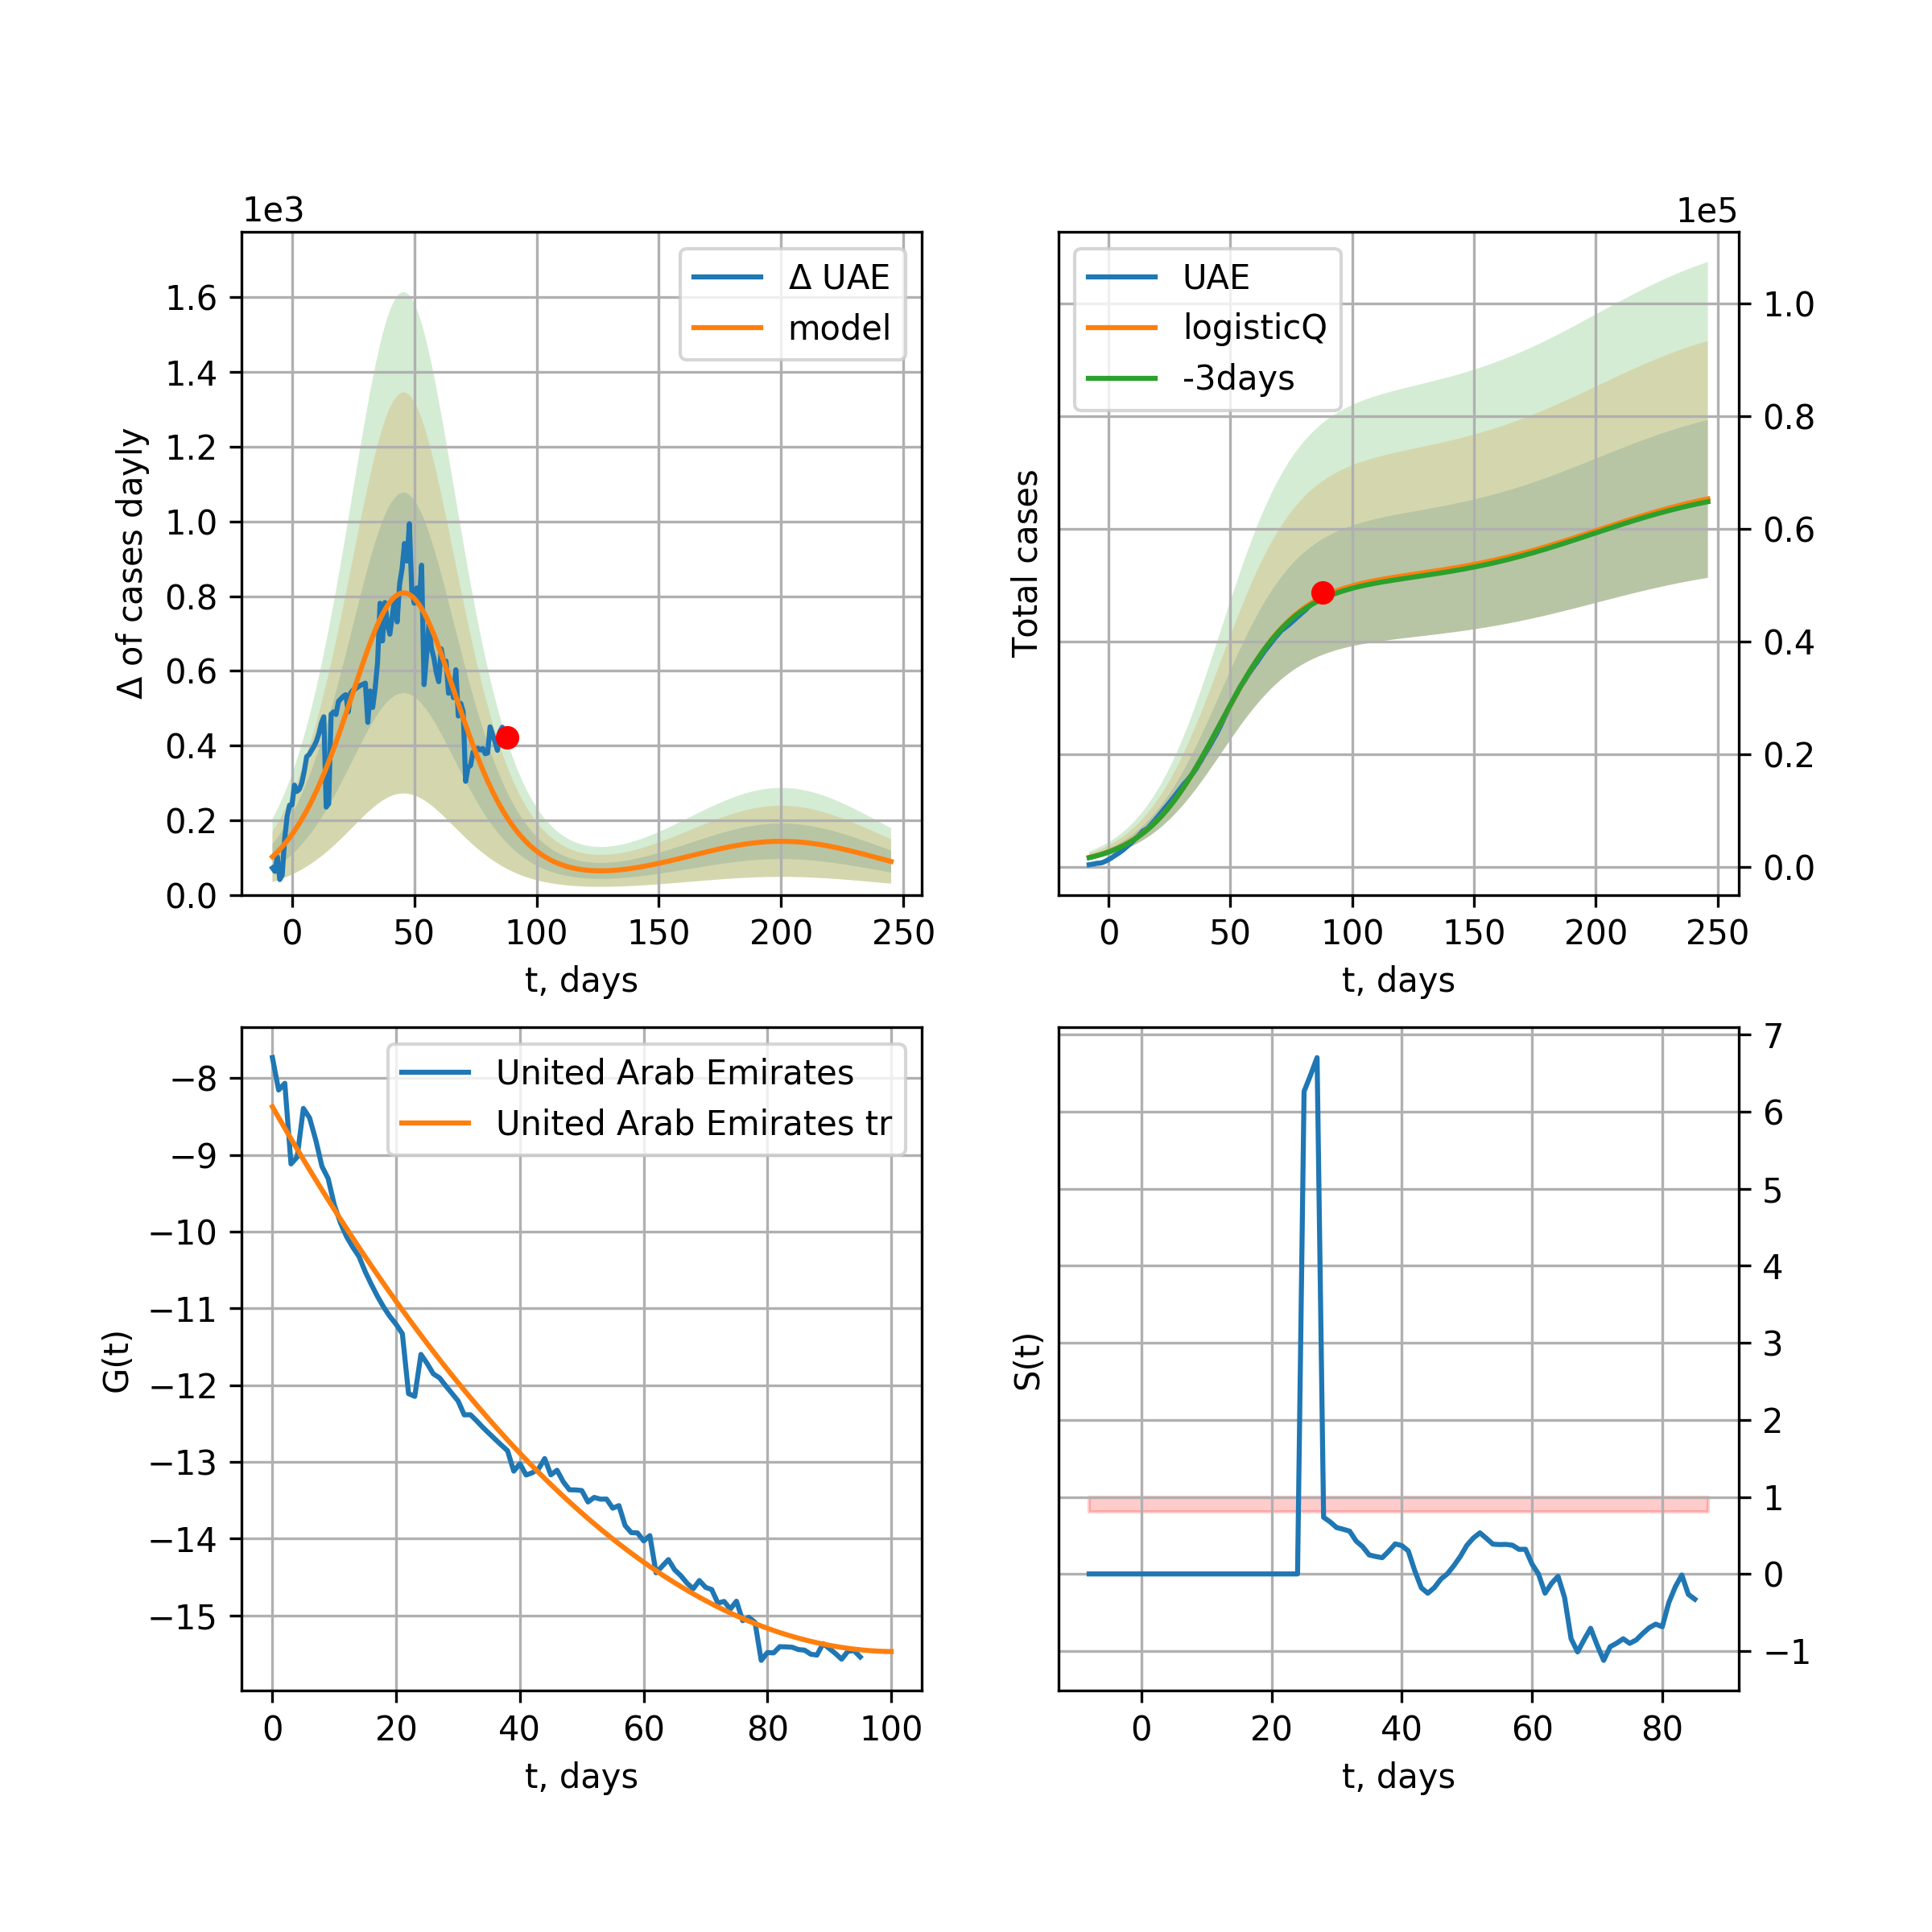 1e3
Δ UAE
model
1.6
1.4
1.2
1.0
0.8
0.6
0.4
0.2
0.0
Δ of cases dayly
0 50 100 150 200 250
t, days
1e5
UAE
logisticQ
-3days
1.0
0.8
0.6
0.4
0.2
0.0
Total cases
0 50 100 150 200 250
t, days
United Arab Emirates
United Arab Emirates tr
−8
−9
−10
−11
−12
−13
−14
−15
G(t)
0 20 40 60 80 100
t, days
7
6
5
4
3
2
1
0
−1
S(t)
0 20 40 60 80
t, days